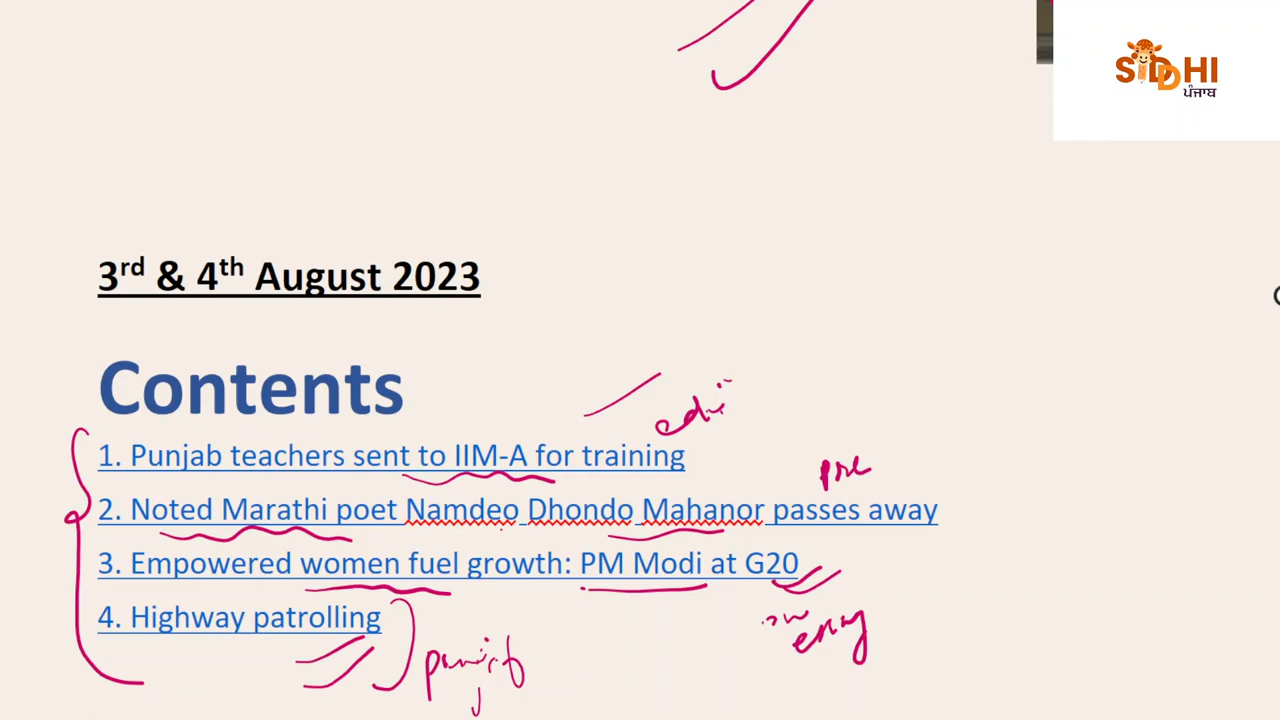 SIDDHI
ਪੰਜਾਬ
3rd & 4th August 2023
Contents
1. Punjab teachers sent to IIM-A for training
pre
2. Noted Marathi poet Namdeo Dhondo Mahanor passes away
3. Empowered women fuel growth: PM Modi at G20
4. Highway patrolling